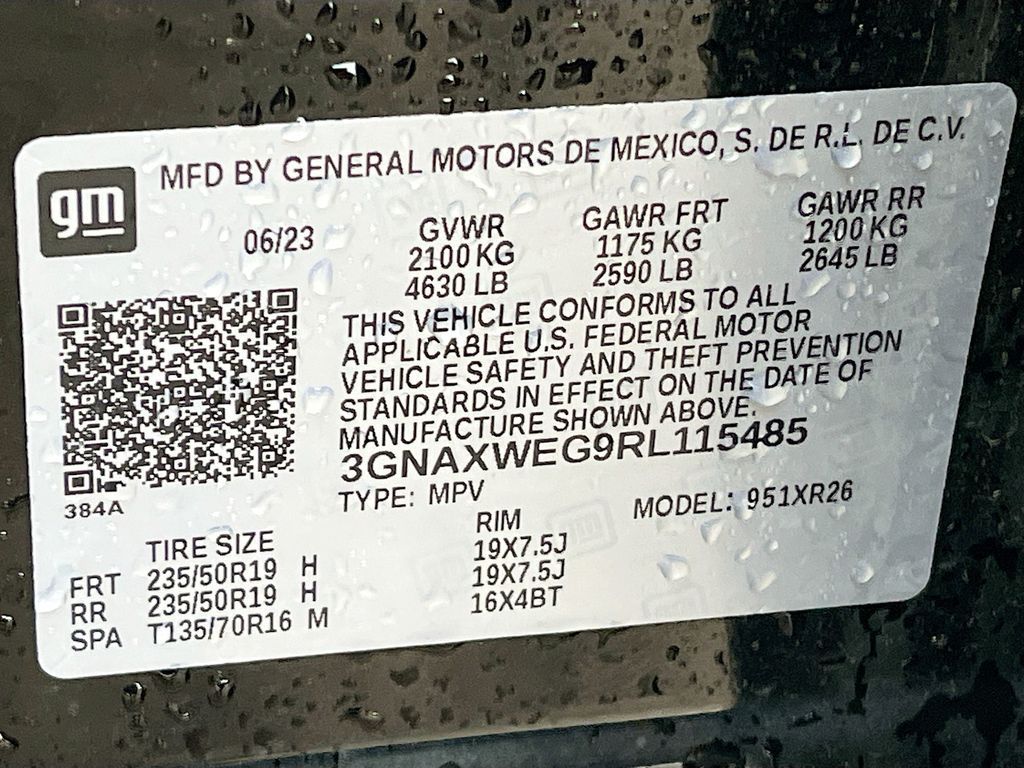 gm
MFD BY GENERAL MOTORS DE MEXICO, S. DE R.L. DE C.V.
06/23
GVWR
2100 KG
4630 LB
GAWR FRT
1175 KG
2590 LB
GAWR RR
1200 KG
2645 LB
THIS VEHICLE CONFORMS TO ALL
APPLICABLE U.S. FEDERAL MOTOR
VEHICLE SAFETY AND THEFT PREVENTION
STANDARDS IN EFFECT ON THE DATE OF
MANUFACTURE SHOWN ABOVE.
3GNAXWEG9RL115485
384A
TYPE: MPV MODEL: 951XR26
TIRE SIZE RIM
FRT 235/50R19 H 19X7.5J
RR 235/50R19 H 19X7.5J
SPA T135/70R16 M 16X4BT